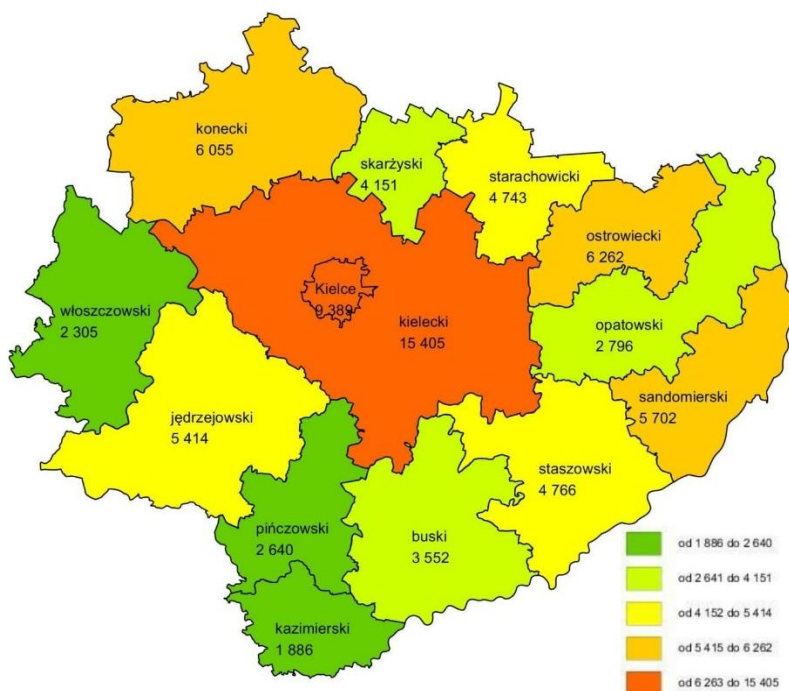 konecki
6 055
skarżyski
4 151
starachowicki
4 743
ostrowiecki
6 262
Kielce
9 389
włoszczowski
2 305
kielecki
15 405
opatowski
2 796
sandomierski
5 702
jędrzejowski
5 414
staszowski
4 766
pińczowski
2 640
buski
3 552
kazimierski
1 886
od 1 886 do 2 640
od 2 641 do 4 151
od 4 152 do 5 414
od 5 415 do 6 262
od 6 263 do 15 405